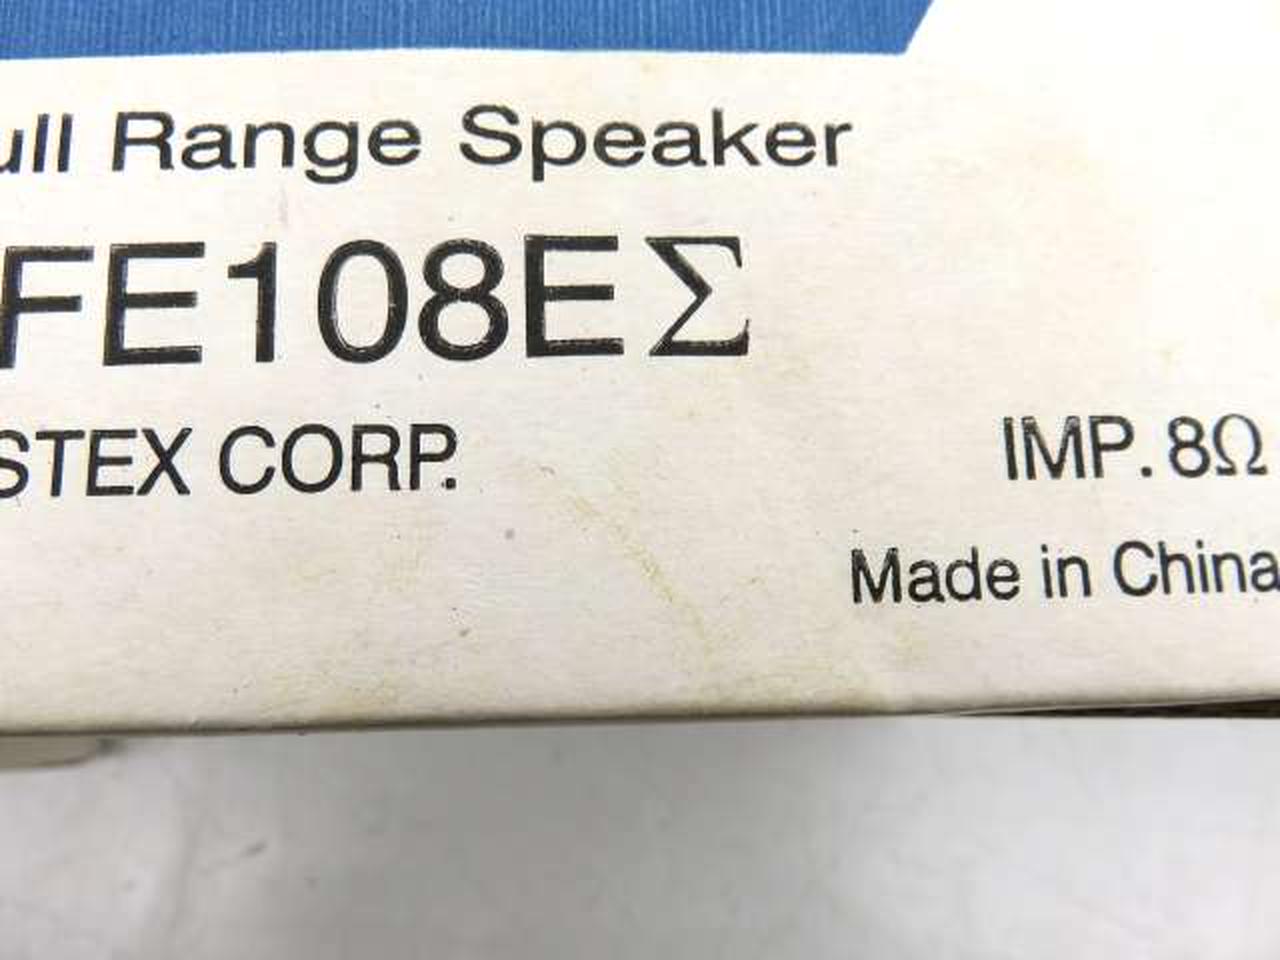 ull Range Speaker
FE108EΣ
STEX CORP.
IMP. 8Ω
Made in China